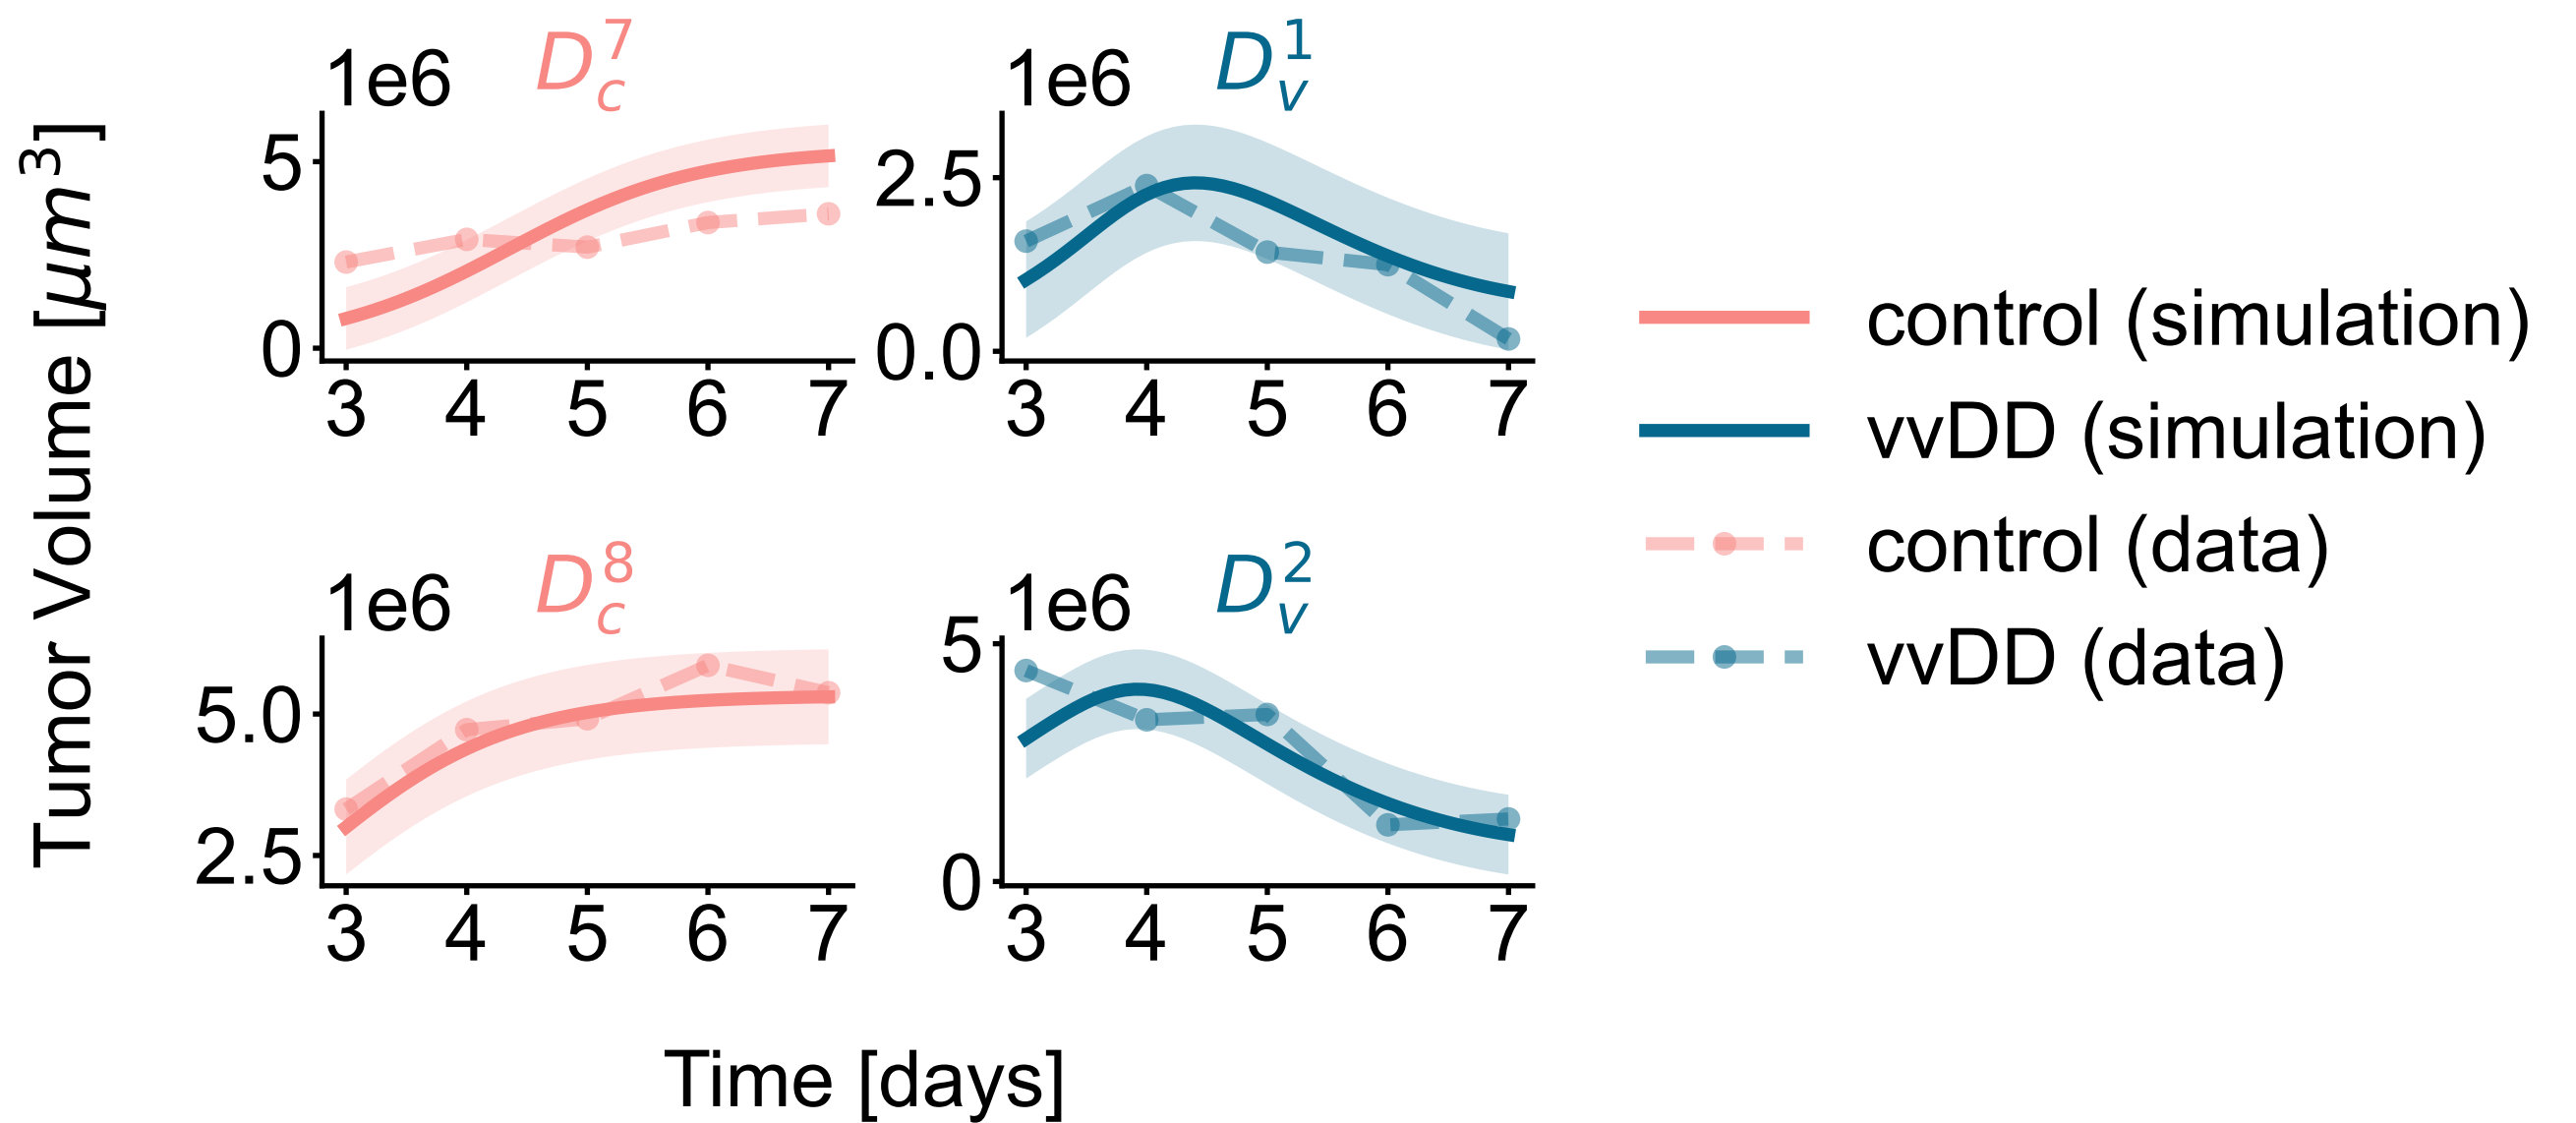 Tumor Volume [μm³]
1e6
D_c^7
5
0
3 4 5 6 7
1e6
D_v^1
2.5
0.0
3 4 5 6 7
1e6
D_c^8
5.0
2.5
3 4 5 6 7
1e6
D_v^2
5
0
3 4 5 6 7
Time [days]
control (simulation)
vvDD (simulation)
control (data)
vvDD (data)